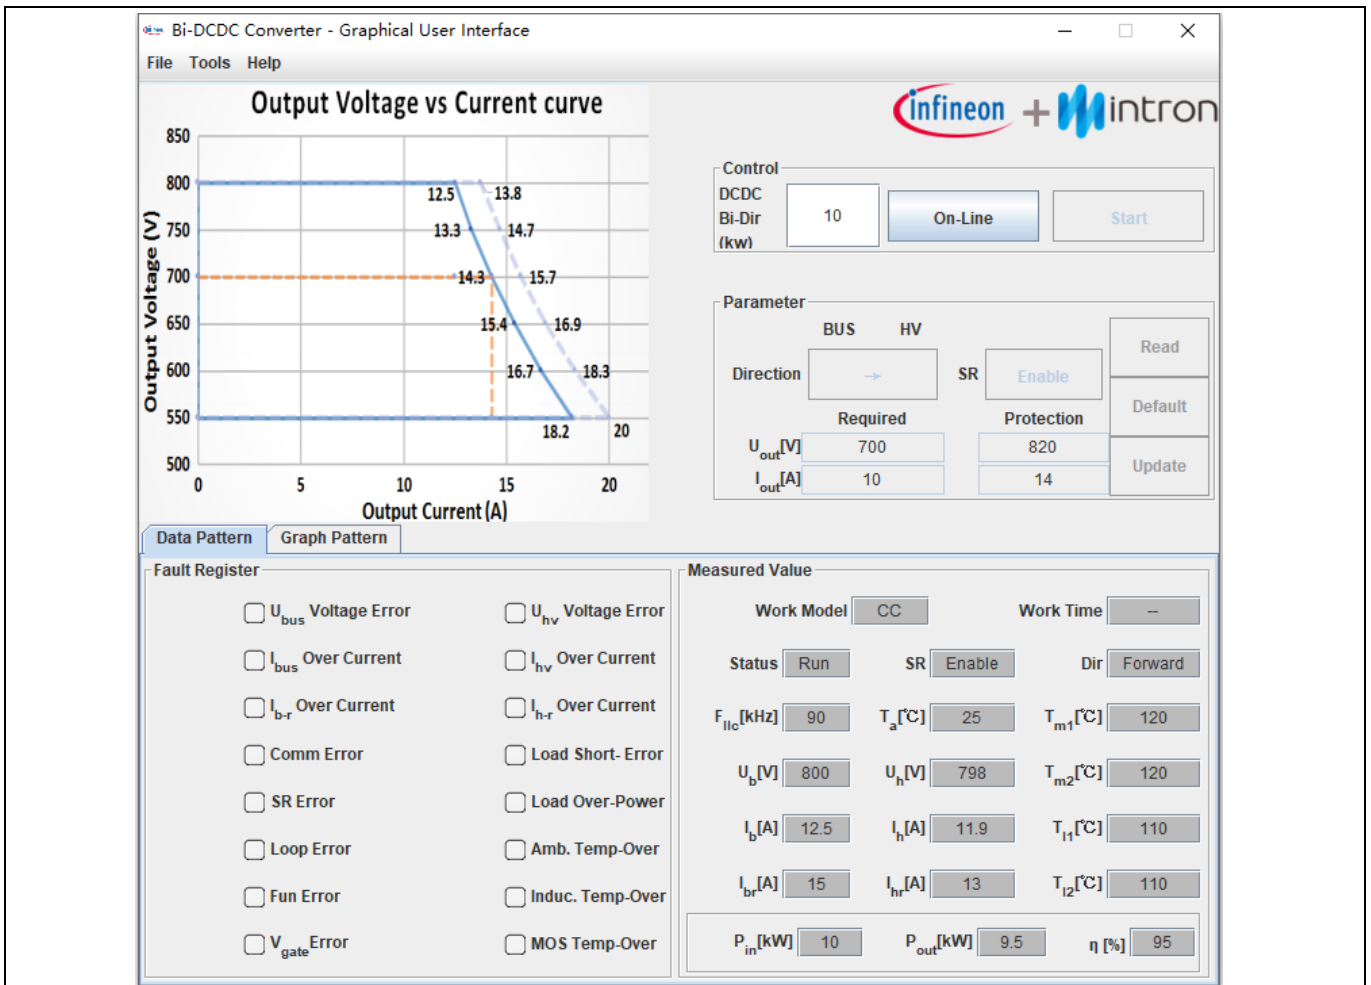 Bi-DCDC Converter - Graphical User Interface
File Tools Help
Output Voltage vs Current curve
infineon + intron
850
800
750
700
650
600
550
500
Output Voltage (V)
12.5 13.8
13.3 14.7
14.3 15.7
15.4 16.9
16.7 18.3
18.2 20
0 5 10 15 20
Output Current (A)
Control
DCDC
Bi-Dir
(kw)
10 On-Line Start
Parameter
BUS HV
Direction → SR Enable
Required Protection
Uout[V] 700 820
Iout[A] 10 14
Read
Default
Update
Data Pattern Graph Pattern
Fault Register
Ubus Voltage Error Uhv Voltage Error
Ibus Over Current Ihv Over Current
Ib-r Over Current Ih-r Over Current
Comm Error Load Short- Error
SR Error Load Over-Power
Loop Error Amb. Temp-Over
Fun Error Induc. Temp-Over
Vgate Error MOS Temp-Over
Measured Value
Work Model CC Work Time --
Status Run SR Enable Dir Forward
Fllc[kHz] 90 Ta[℃] 25 Tm1[℃] 120
Ub[V] 800 Uh[V] 798 Tm2[℃] 120
Ib[A] 12.5 Ih[A] 11.9 Tl1[℃] 110
Ibr[A] 15 Ihr[A] 13 Tl2[℃] 110
Pin[kW] 10 Pout[kW] 9.5 η [%] 95